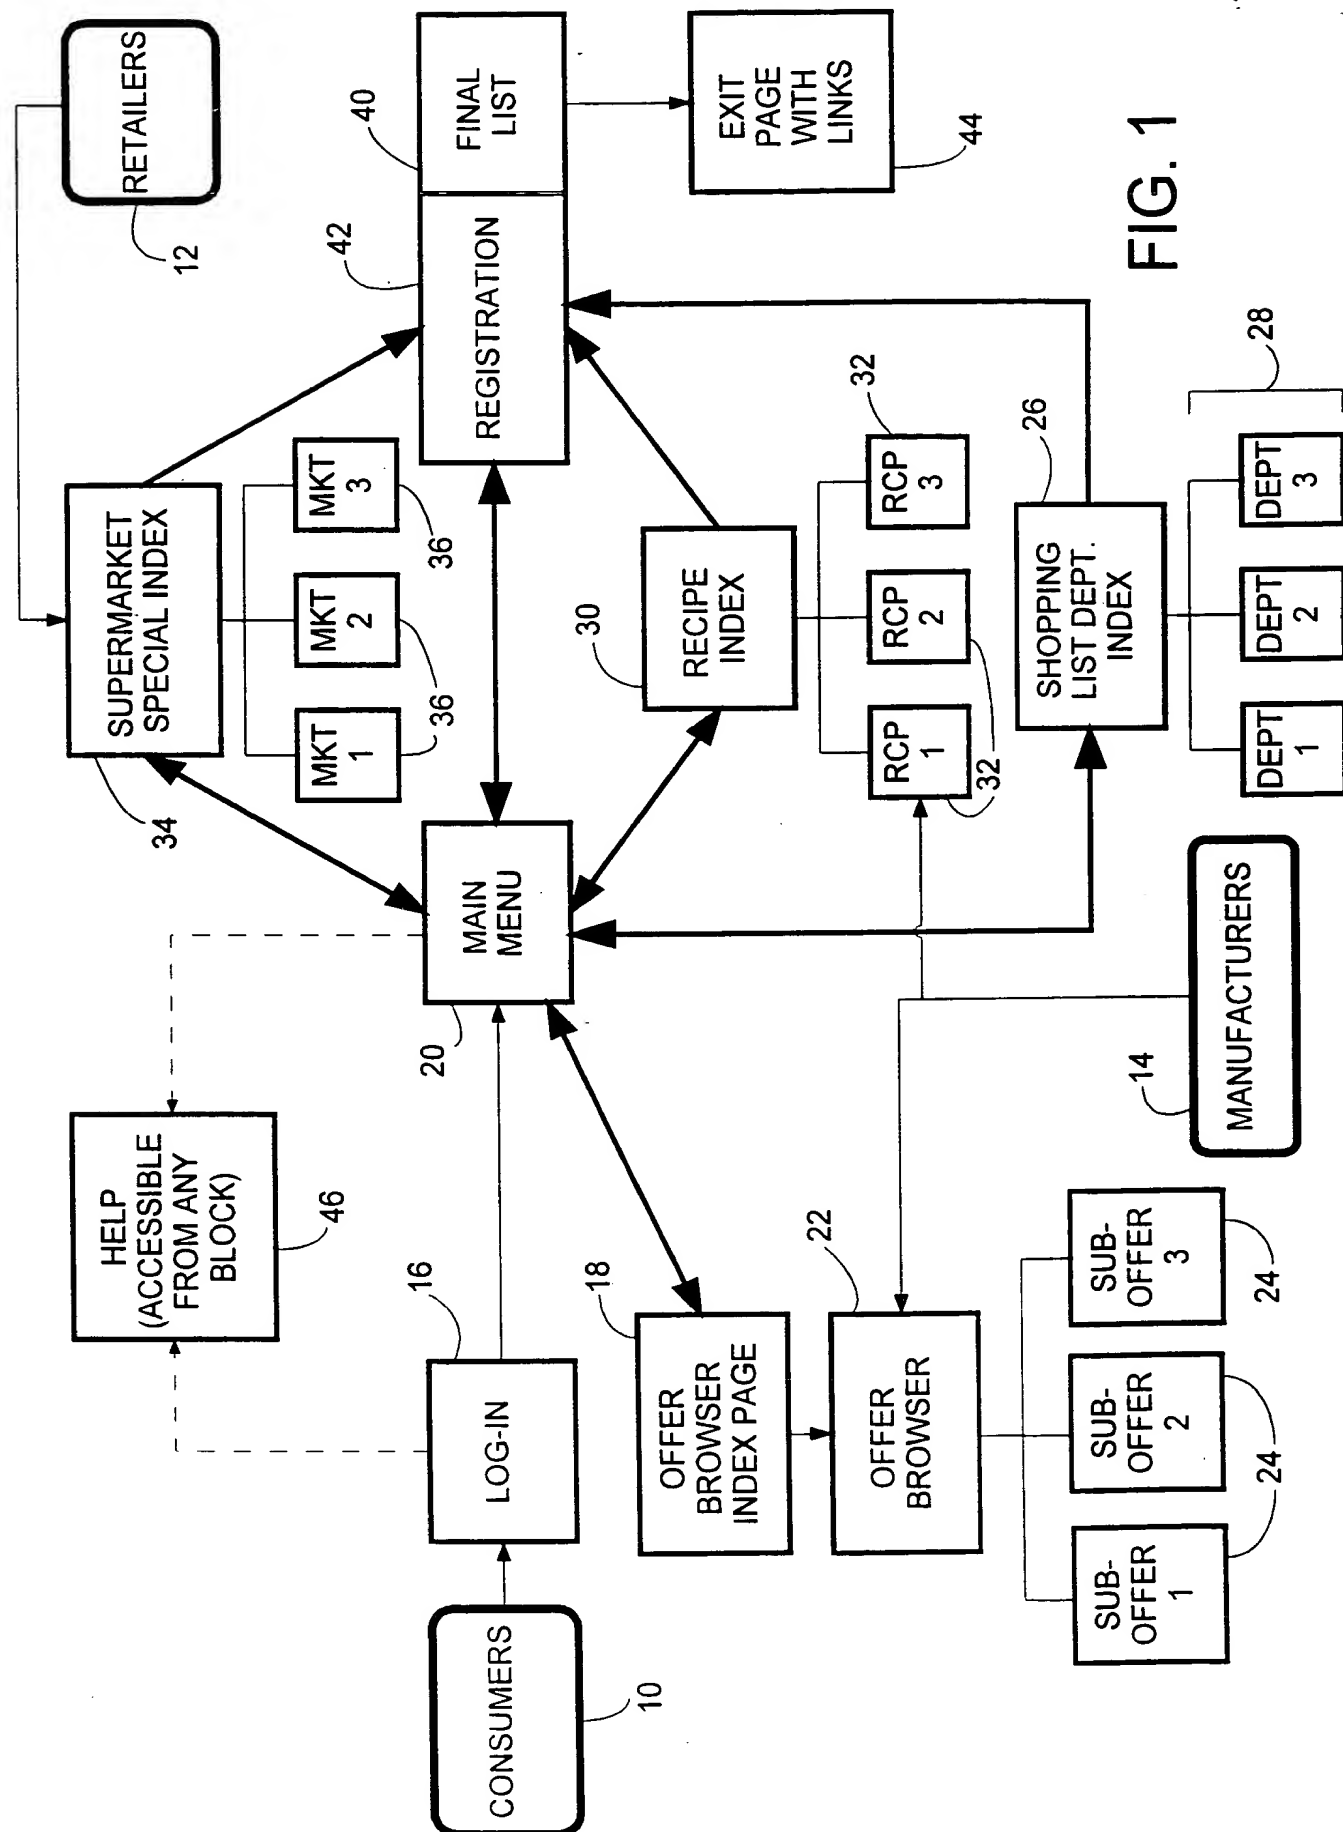 RETAILERS
12
HELP
(ACCESSIBLE
FROM ANY
BLOCK)
46
SUPERMARKET
SPECIAL INDEX
34
MKT
1
MKT
2
MKT
3
36
36
CONSUMERS
10
LOG-IN
16
MAIN
MENU
20
REGISTRATION
42
FINAL
LIST
40
EXIT
PAGE
WITH
LINKS
44
OFFER
BROWSER
INDEX PAGE
18
RECIPE
INDEX
30
OFFER
BROWSER
22
RCP
1
RCP
2
RCP
3
32
32
SHOPPING
LIST DEPT.
INDEX
26
SUB-
OFFER
1
SUB-
OFFER
2
SUB-
OFFER
3
24
24
MANUFACTURERS
14
DEPT
1
DEPT
2
DEPT
3
28
FIG. 1